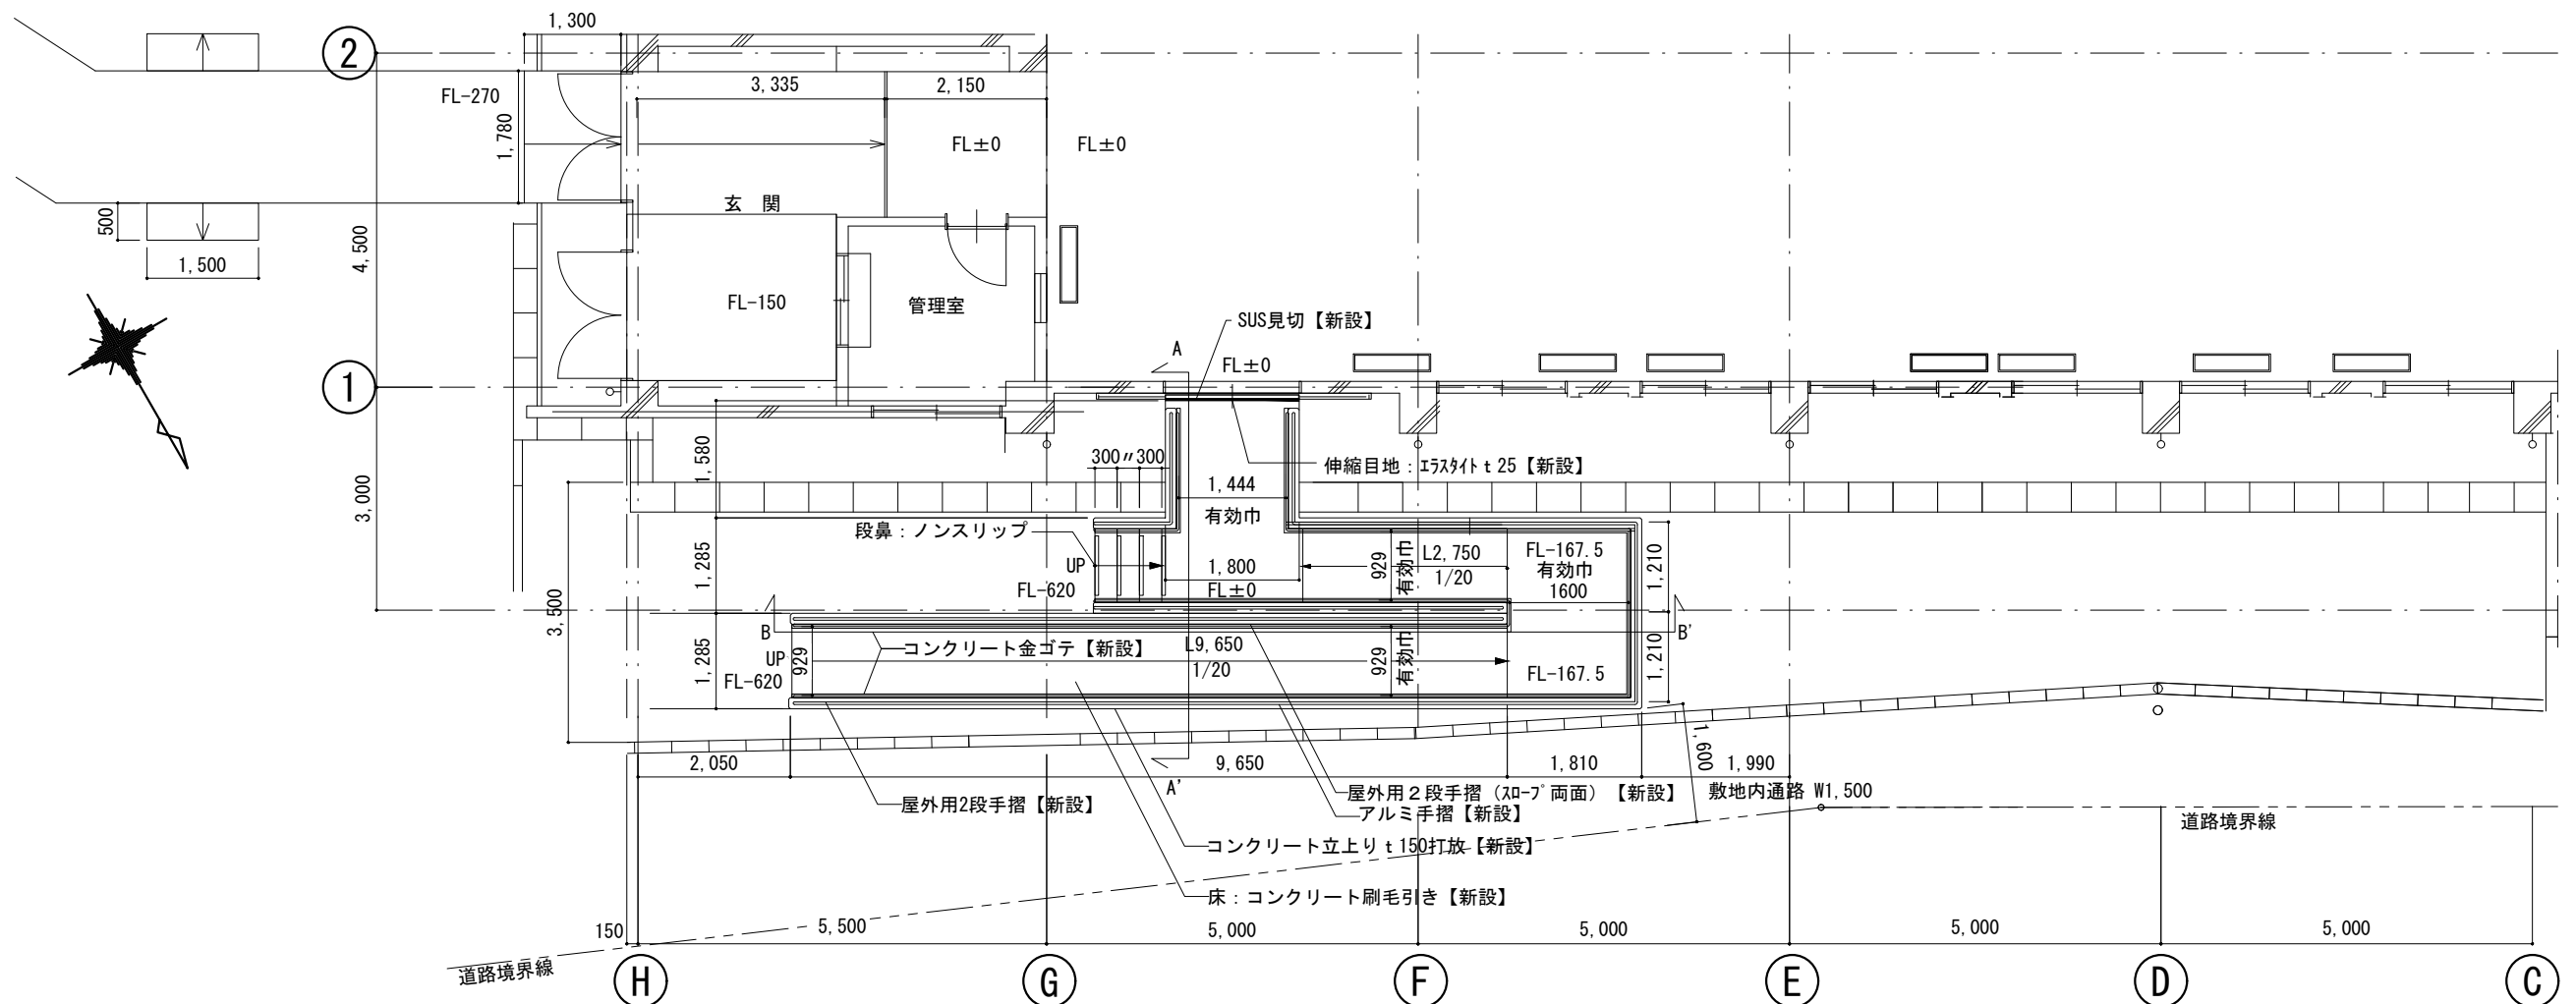 1,300
2
FL-270
3,335
2,150
1,780
FL±0
FL±0
玄 関
500
4,500
1,500
FL-150
管理室
SUS見切【新設】
A
FL±0
1
1,580
300〃300
伸縮目地:エラスタイト t 25【新設】
1,444
有効巾
3,000
段鼻:ノンスリップ
1,285
UP
FL-620
1,800
FL±0
929
有効巾
L2,750
1/20
FL-167.5
有効巾
1600
1,210
3,500
B
B'
コンクリート金ゴテ【新設】
L9,650
1/20
1,285
UP
929
FL-620
929
有効巾
FL-167.5
1,210
2,050
9,650
1,810
1,990
1,600
A'
屋外用2段手摺【新設】
屋外用2段手摺(スロープ両面)【新設】
敷地内通路 W1,500
アルミ手摺【新設】
道路境界線
コンクリート立上り t 150打放【新設】
床:コンクリート刷毛引き【新設】
150
5,500
5,000
5,000
5,000
5,000
道路境界線
H
G
F
E
D
C